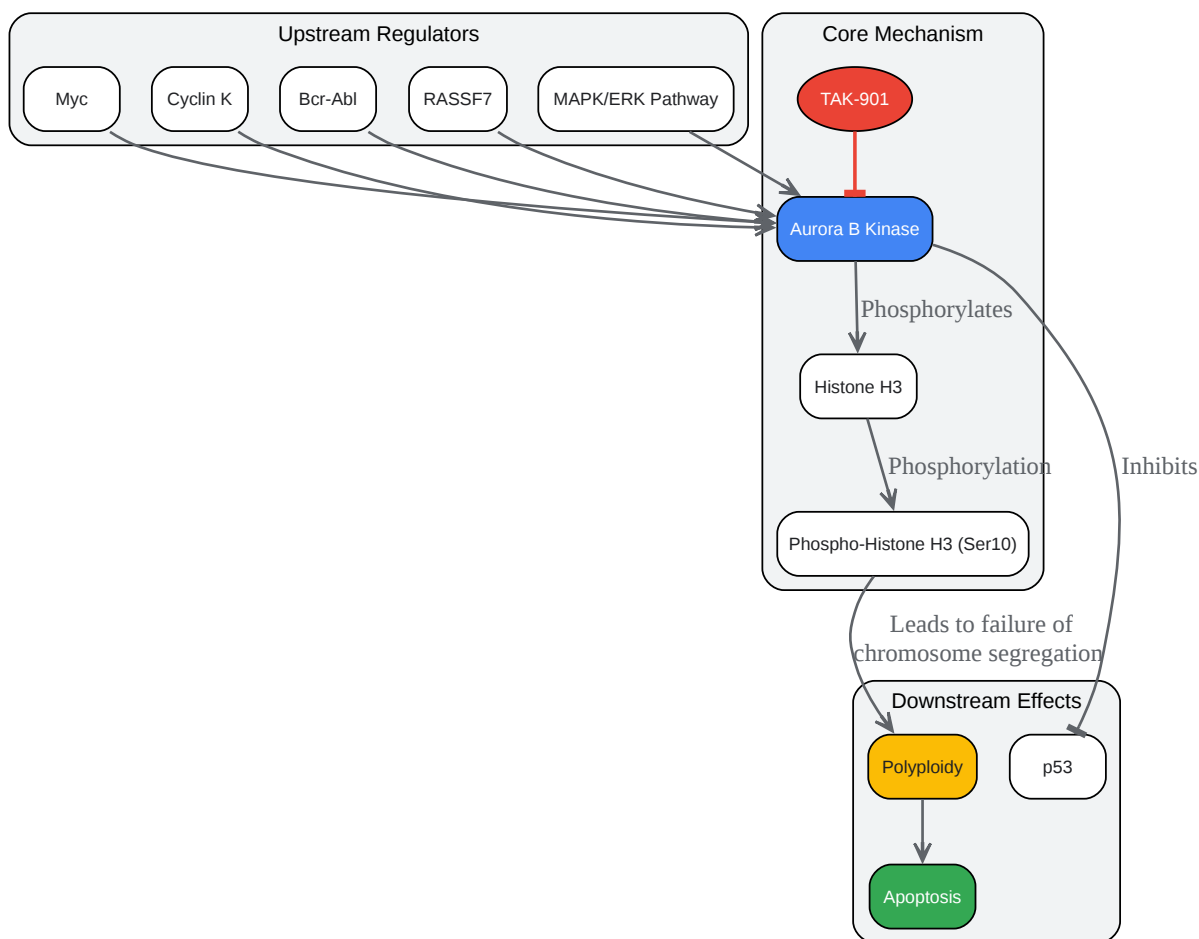 Upstream Regulators
Core Mechanism
Myc
Cyclin K
Bcr-Abl
RASSF7
MAPK/ERK Pathway
TAK-901
Aurora B Kinase
Phosphorylates
Histone H3
Phosphorylation
Inhibits
Phospho-Histone H3 (Ser10)
Leads to failure of
chromosome segregation
Downstream Effects
Polyploidy
p53
Apoptosis